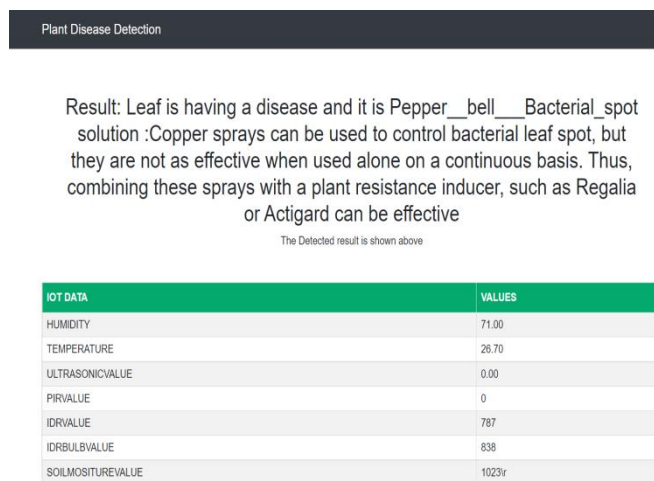 Plant Disease Detection
Result: Leaf is having a disease and it is Pepper__bell___Bacterial_spot
solution :Copper sprays can be used to control bacterial leaf spot, but
they are not as effective when used alone on a continuous basis. Thus,
combining these sprays with a plant resistance inducer, such as Regalia
or Actigard can be effective
The Detected result is shown above
IOT DATA VALUES
HUMIDITY 71.00
TEMPERATURE 26.70
ULTRASONICVALUE 0.00
PIRVALUE 0
IDRVALUE 787
IDRBULBVALUE 838
SOILMOSITUREVALUE 1023\r